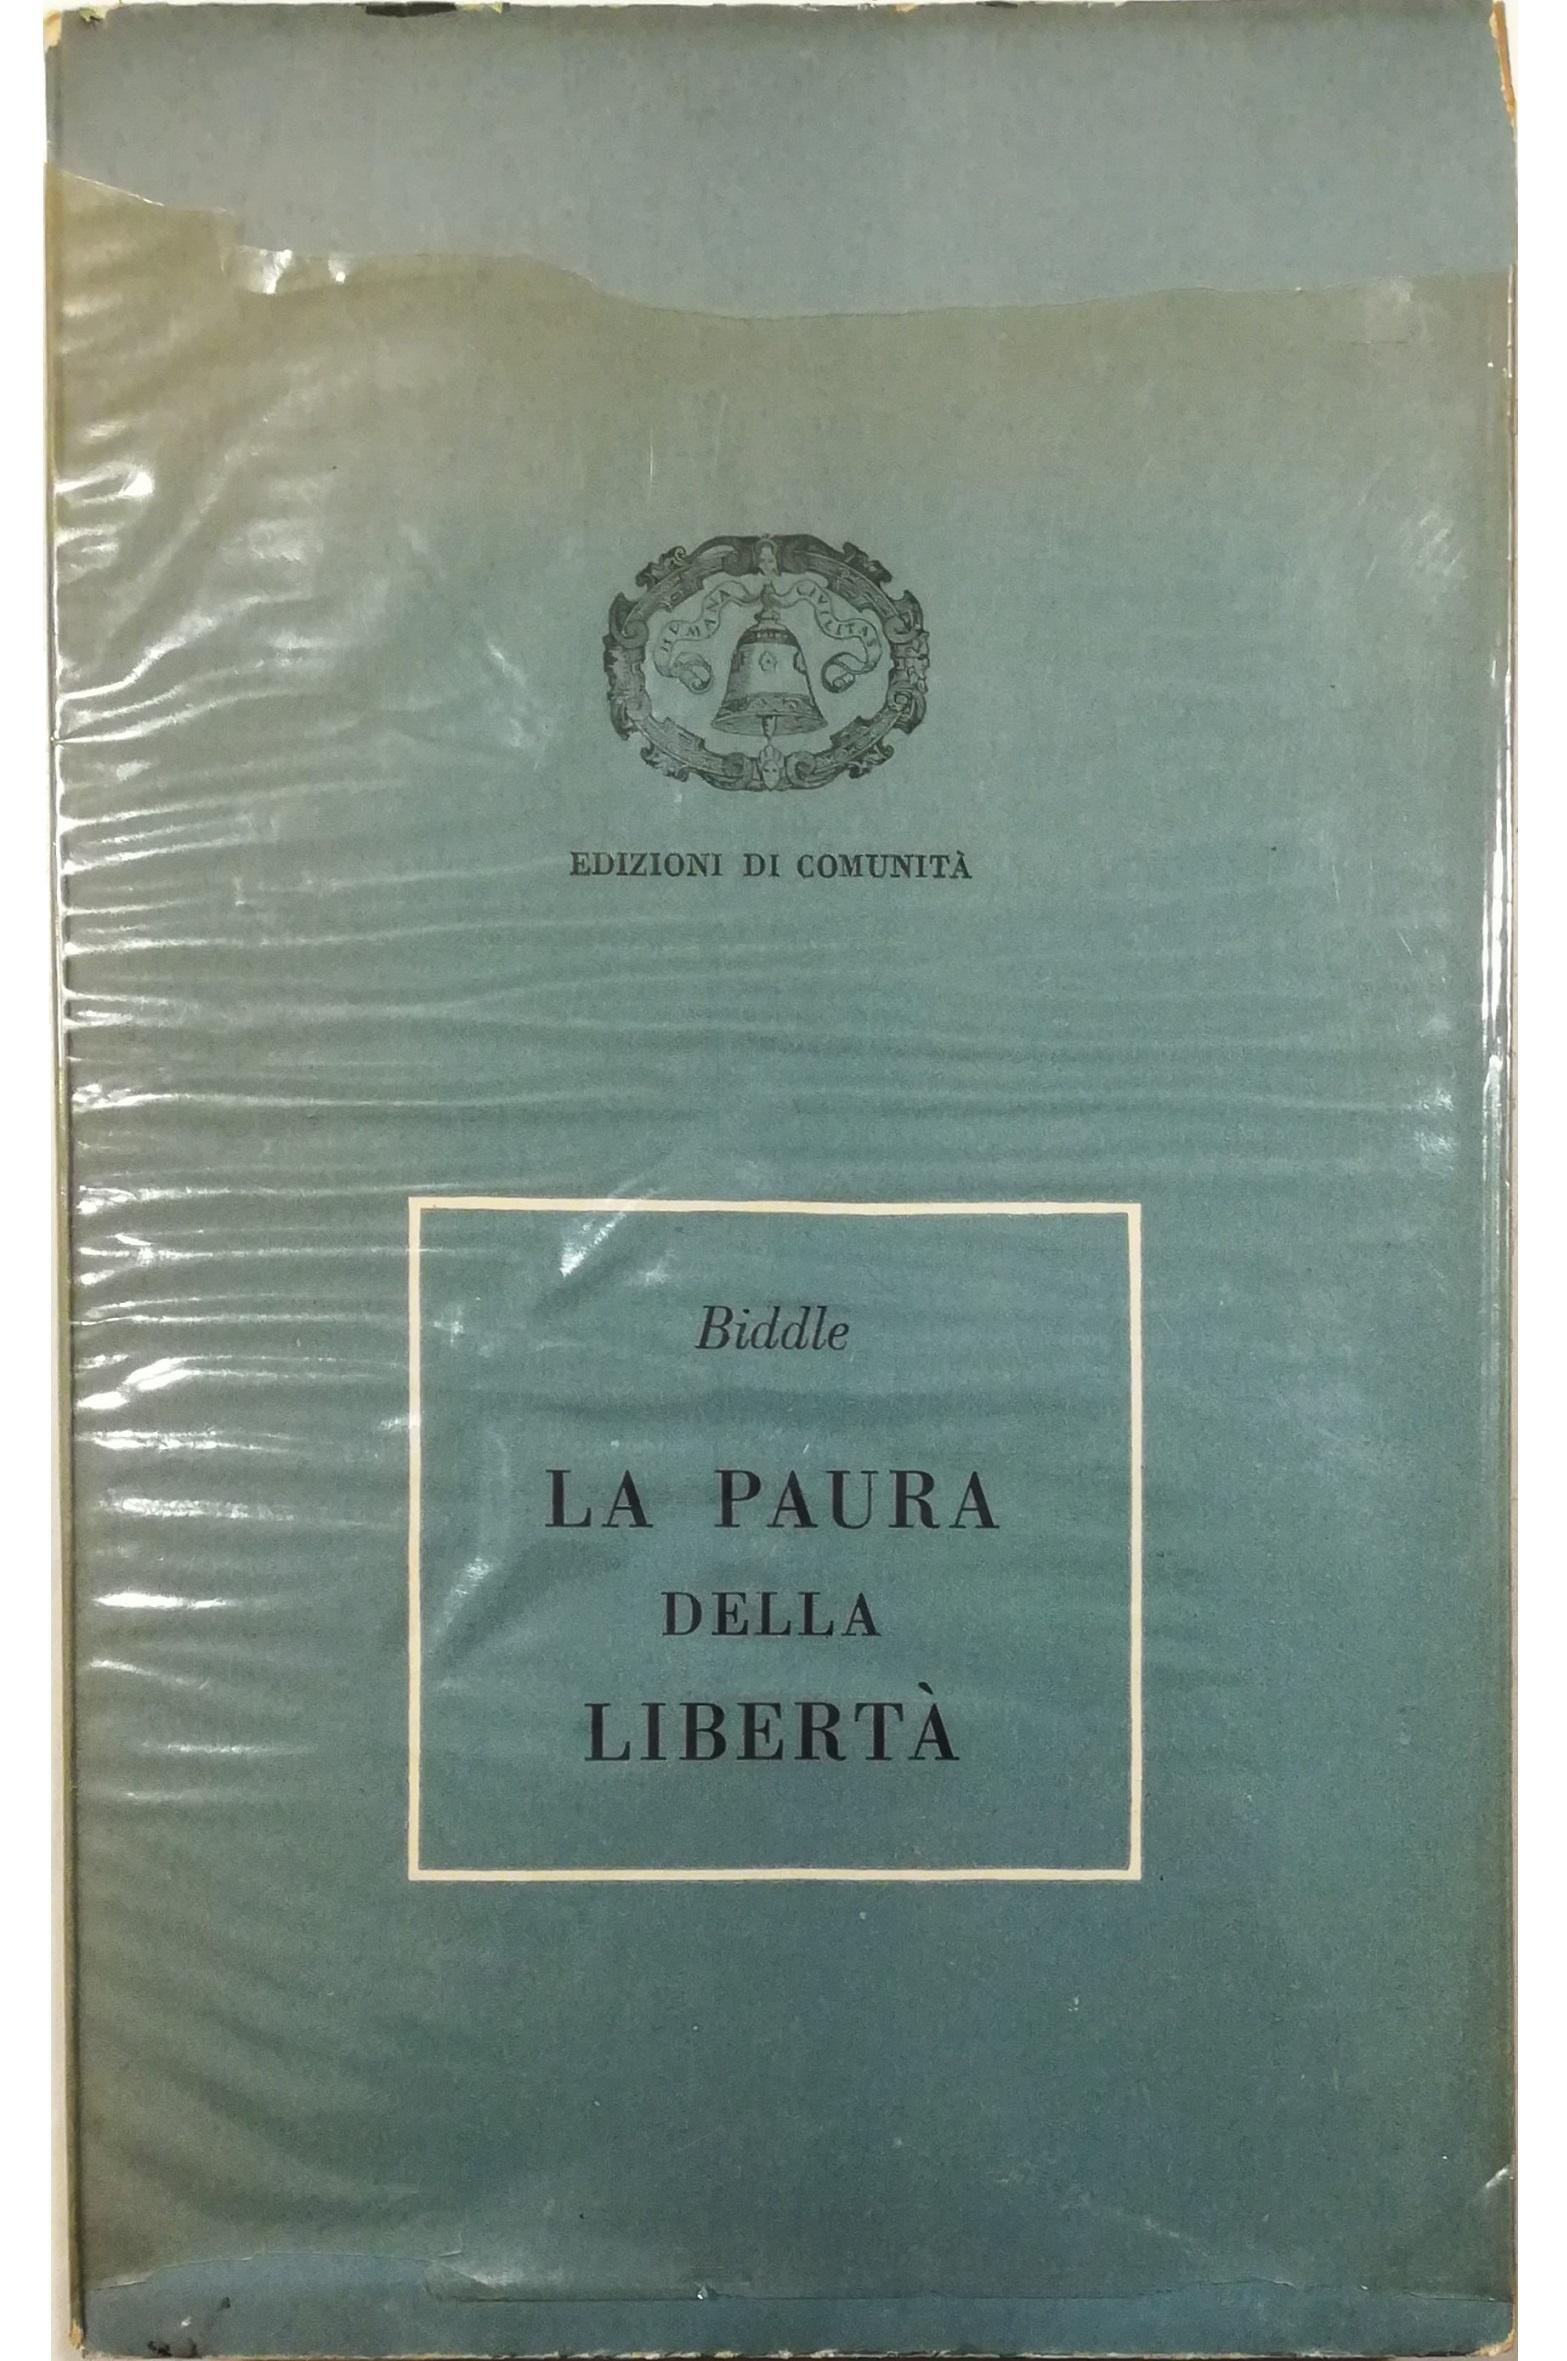 HUMANA CIVILITAS
EDIZIONI DI COMUNITÀ
Biddle
LA PAURA
DELLA
LIBERTÀ